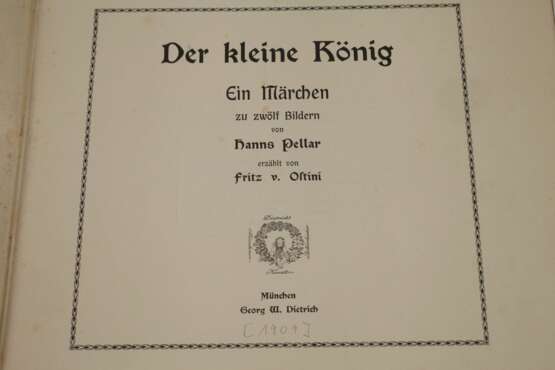 Der kleine König
Ein Märchen
zu zwölf Bildern
von
Hanns Pellar
erzählt von
Fritz v. Ostini
München
Georg W. Dietrich
[1909]